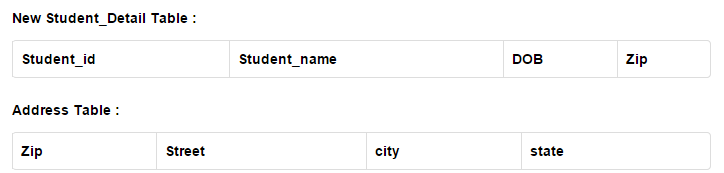 New Student_Detail Table :
Student_id Student_name DOB Zip
Address Table :
Zip Street city state